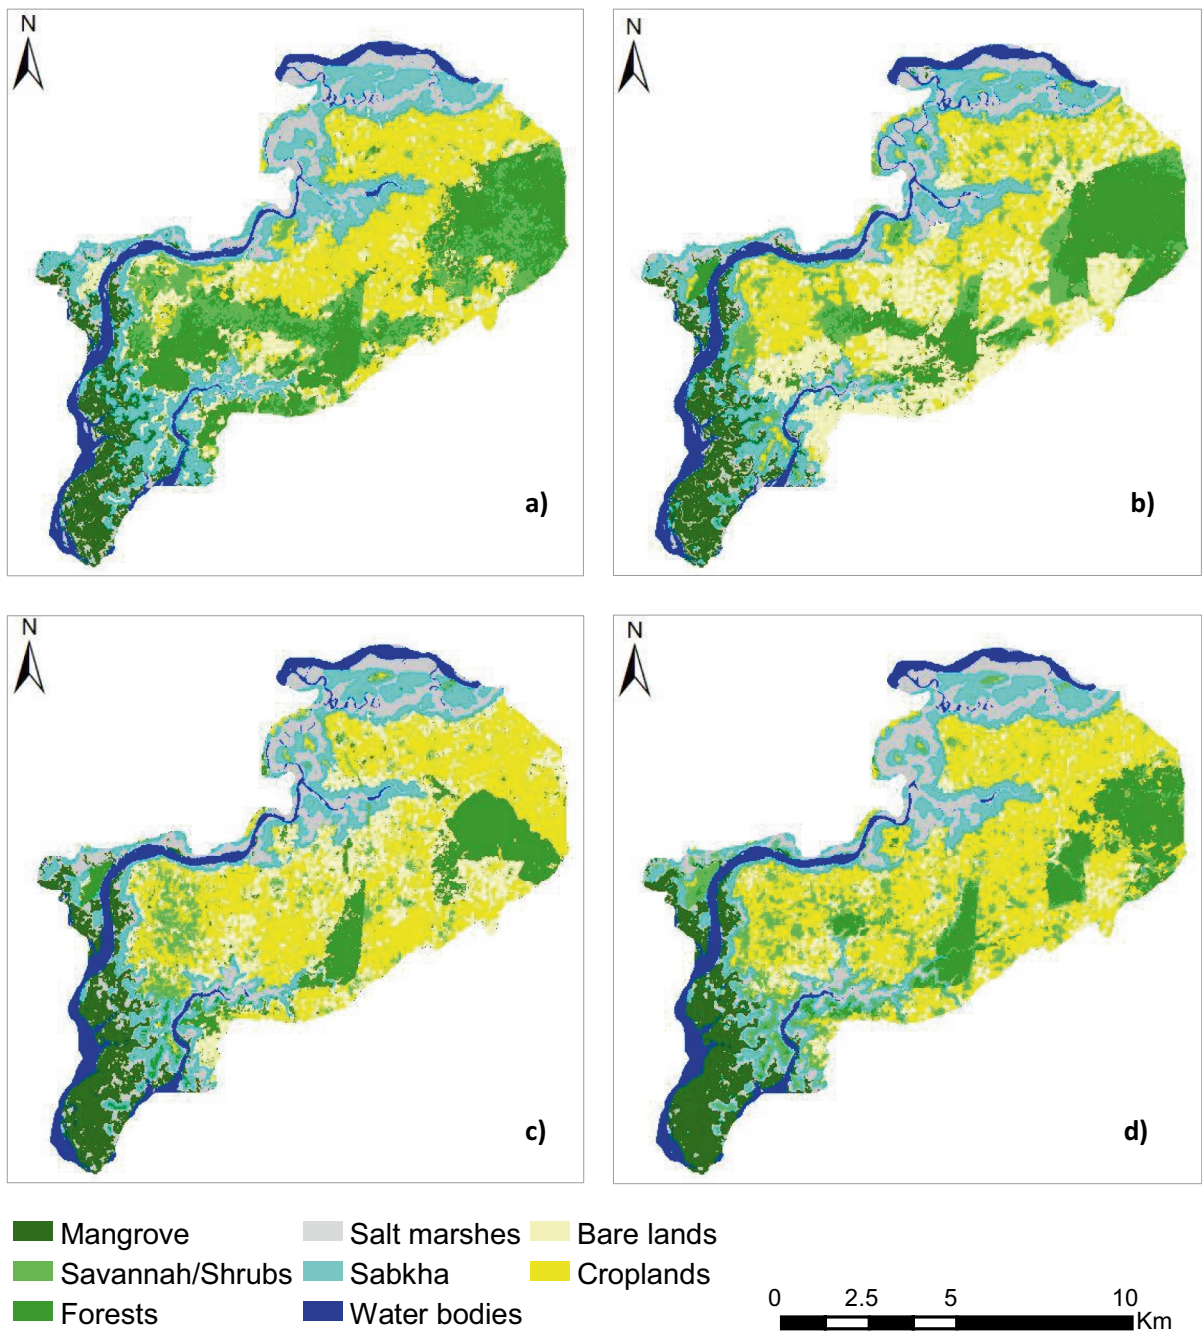 N
N
a)
b)
N
N
c)
d)
Mangrove
Salt marshes
Bare lands
Savannah/Shrubs
Sabkha
Croplands
Forests
Water bodies
0 2.5 5 10
Km